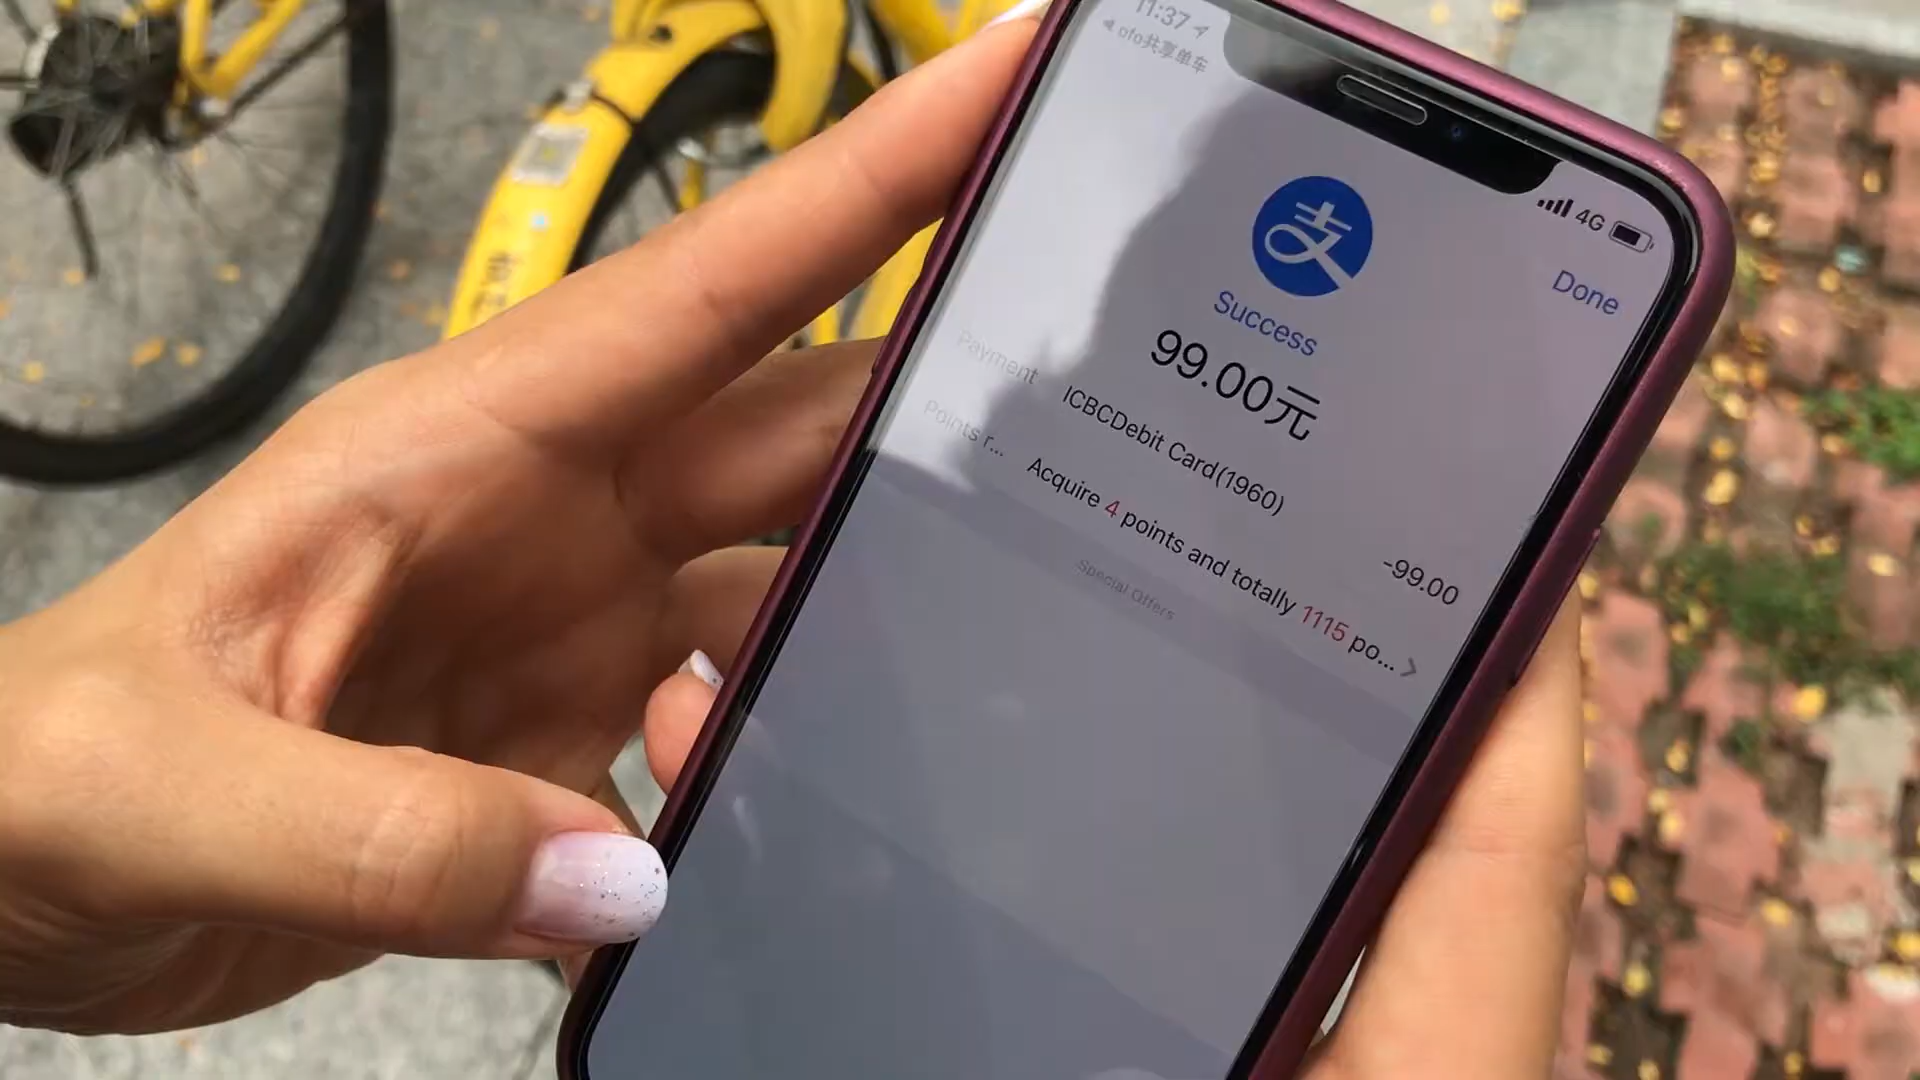 11:37
ofo共享单车
4G
Done
支
Success
99.00元
Payment
ICBCDebit Card(1960)
-99.00
Points r...
Acquire 4 points and totally 1115 po...
Special Offers